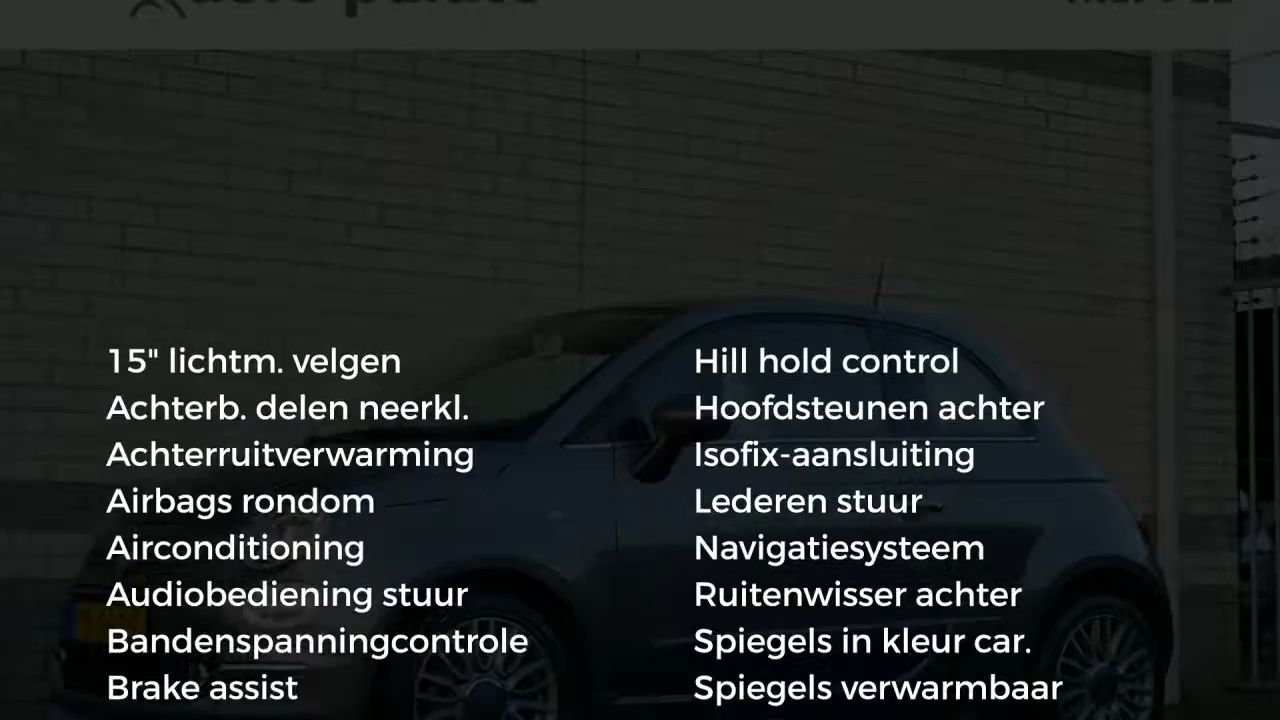 15" lichtm. velgen
Achterb. delen neerkl.
Achterruitverwarming
Airbags rondom
Airconditioning
Audiobediening stuur
Bandenspanningcontrole
Brake assist
Hill hold control
Hoofdsteunen achter
Isofix-aansluiting
Lederen stuur
Navigatiesysteem
Ruitenwisser achter
Spiegels in kleur car.
Spiegels verwarmbaar